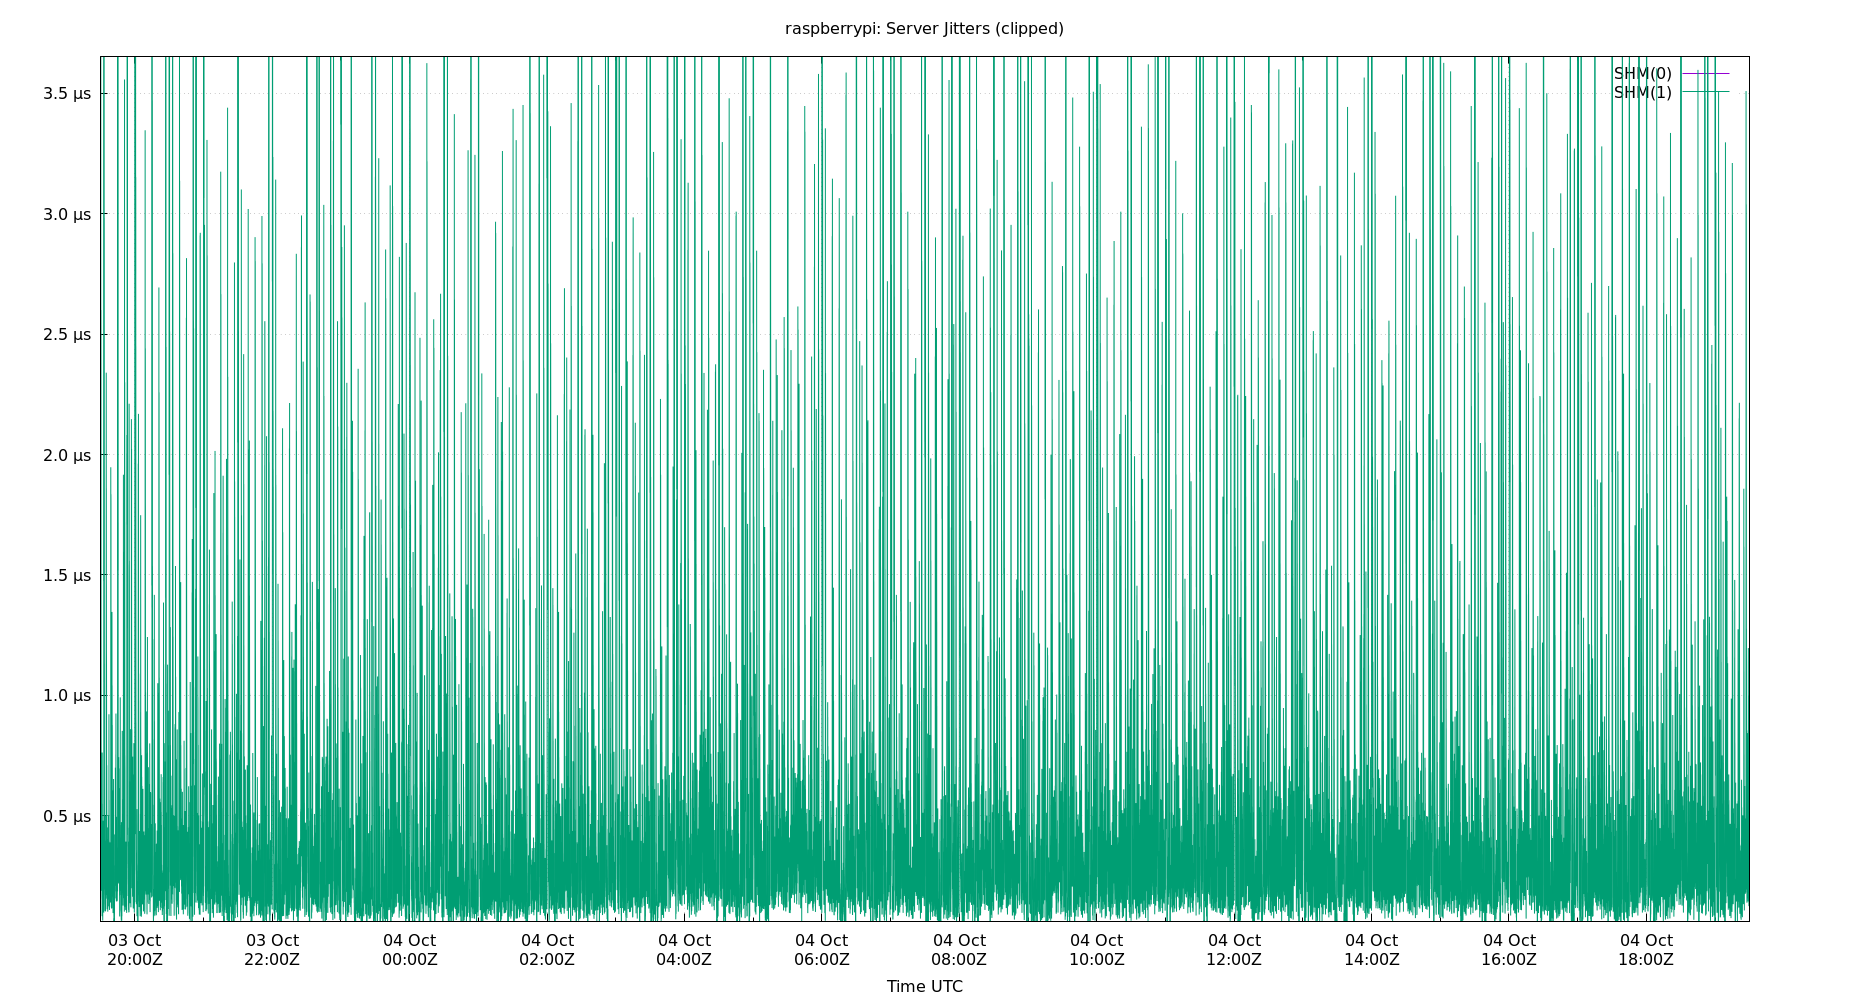 raspberrypi: Server Jitters (clipped)
SHM(0)
SHM(1)
3.5 μs
3.0 μs
2.5 μs
2.0 μs
1.5 μs
1.0 μs
0.5 μs
03 Oct 03 Oct 04 Oct 04 Oct 04 Oct 04 Oct 04 Oct 04 Oct 04 Oct 04 Oct 04 Oct 04 Oct
20:00Z 22:00Z 00:00Z 02:00Z 04:00Z 06:00Z 08:00Z 10:00Z 12:00Z 14:00Z 16:00Z 18:00Z
Time UTC